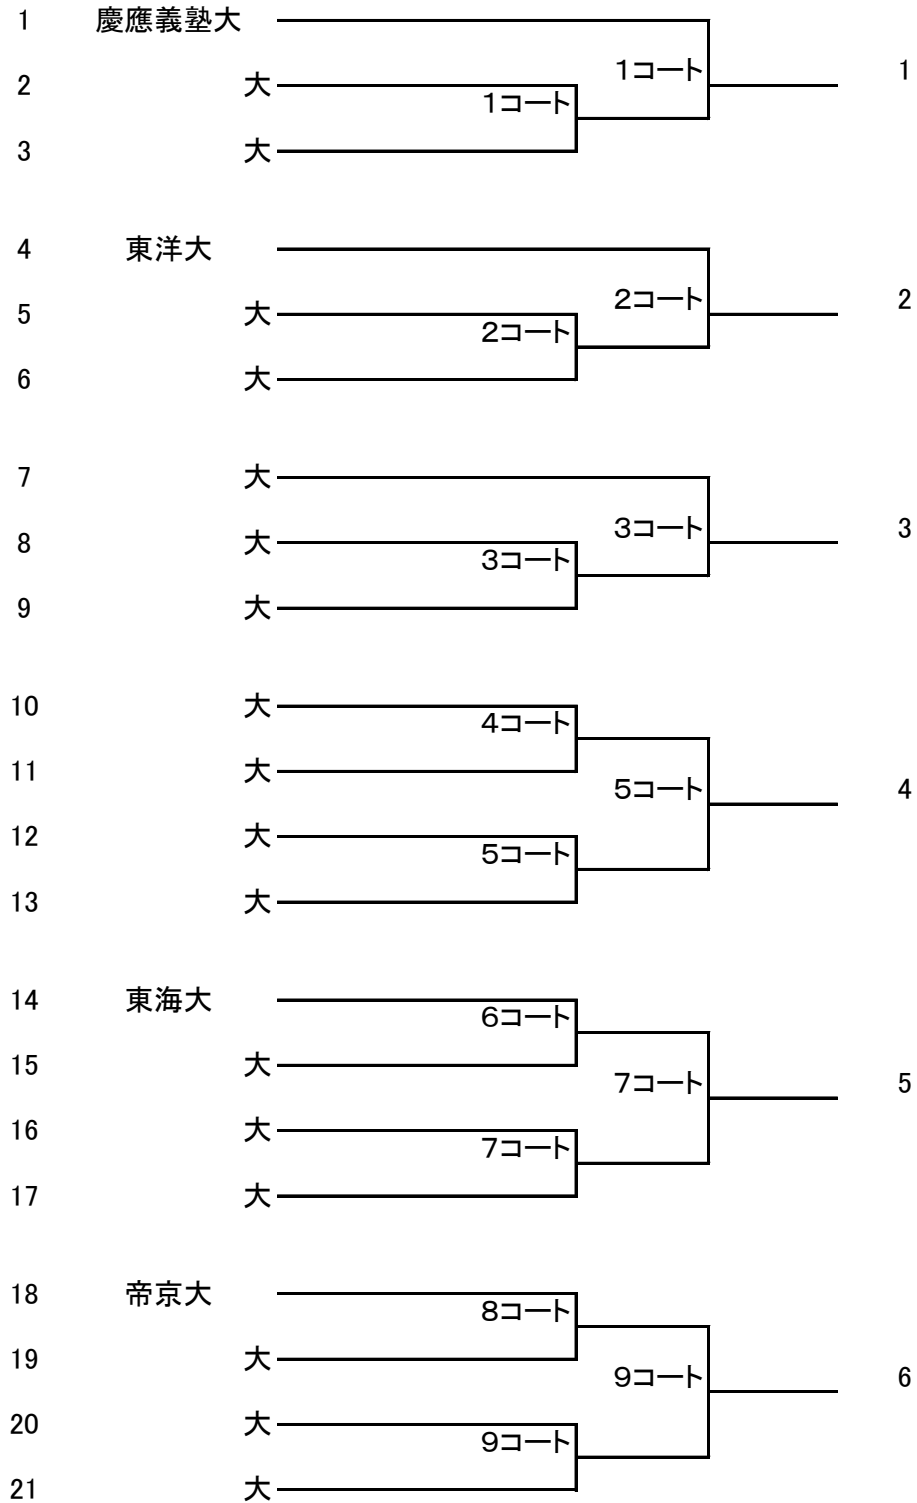 1 慶應義塾大
1コート 1
2 大
1コート
3 大
4 東洋大
2コート 2
5 大
2コート
6 大
7 大
3コート 3
8 大
3コート
9 大
10 大
4コート
11 大
5コート 4
12 大
5コート
13 大
14 東海大
6コート
15 大
7コート 5
16 大
7コート
17 大
18 帝京大
8コート
19 大
9コート 6
20 大
9コート
21 大